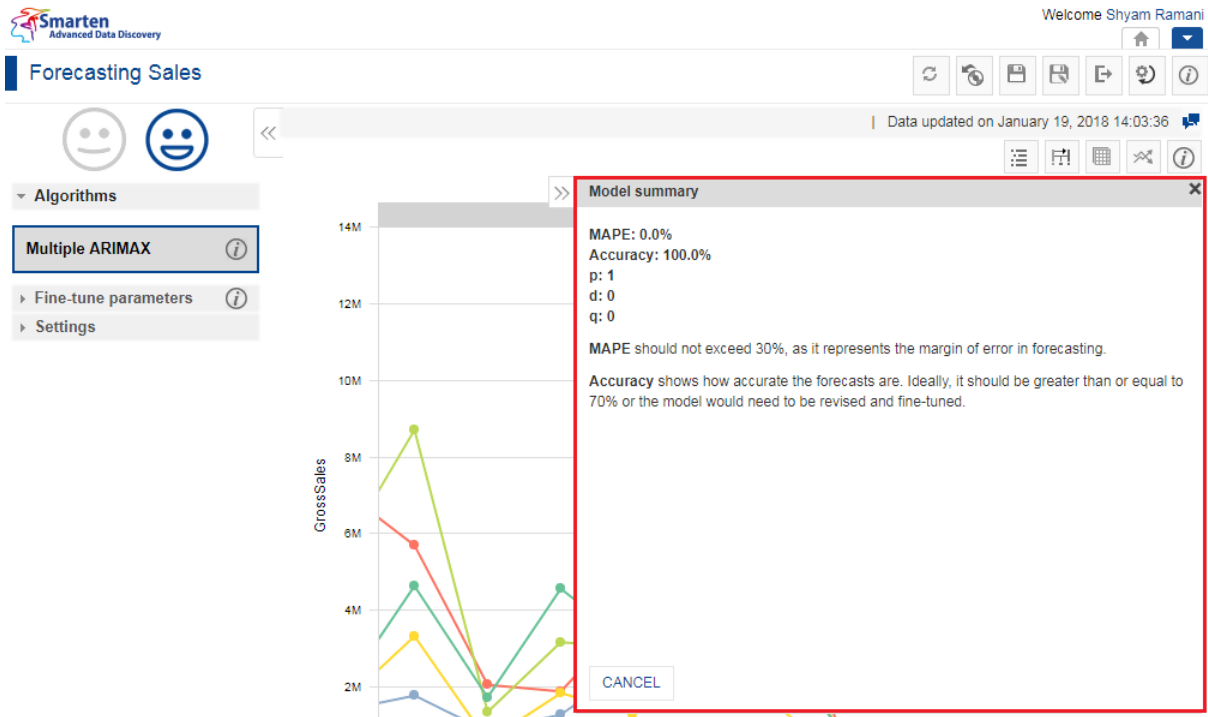 Smarten
Advanced Data Discovery
Welcome Shyam Ramani
Forecasting Sales
| Data updated on January 19, 2018 14:03:36
Algorithms
Multiple ARIMAX
Fine-tune parameters
Settings
Model summary
MAPE: 0.0%
Accuracy: 100.0%
p: 1
d: 0
q: 0
MAPE should not exceed 30%, as it represents the margin of error in forecasting.
Accuracy shows how accurate the forecasts are. Ideally, it should be greater than or equal to
70% or the model would need to be revised and fine-tuned.
CANCEL
14M
12M
10M
8M
6M
4M
2M
GrossSales